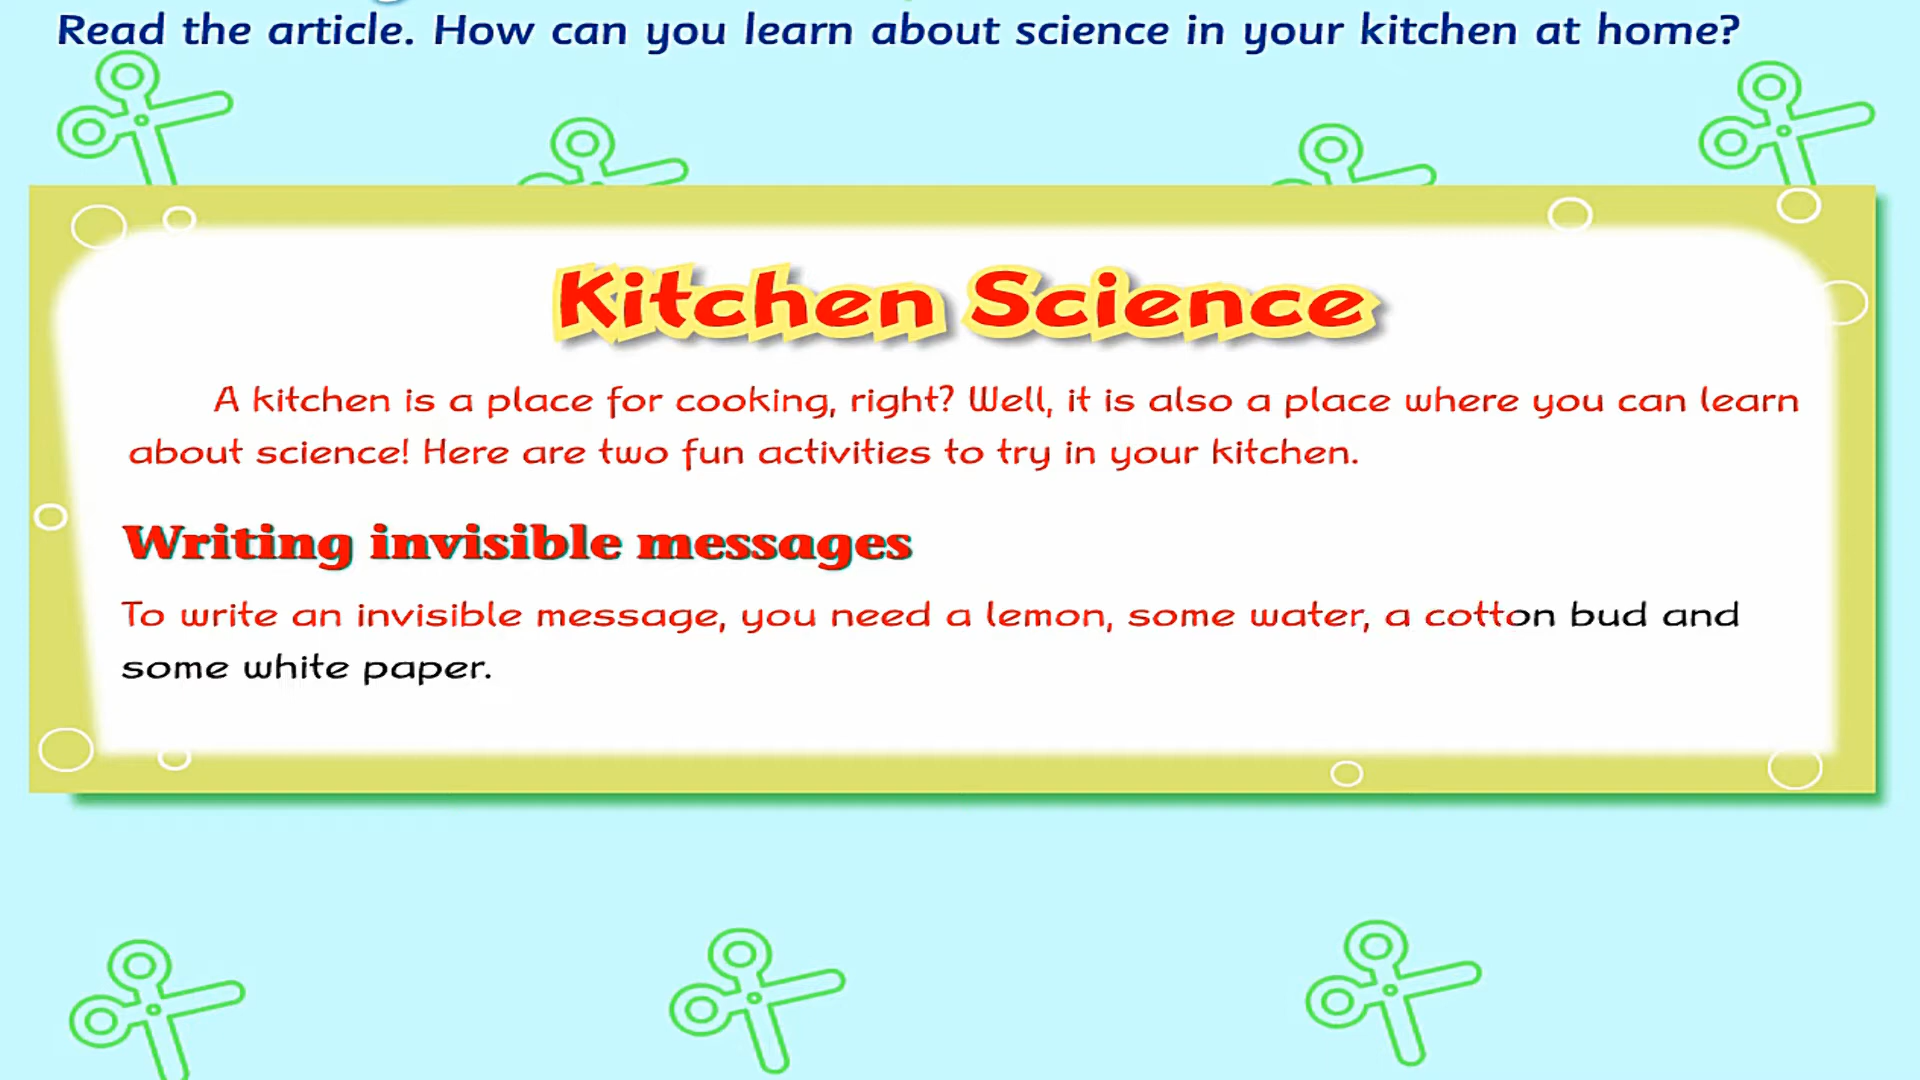 Read the article. How can you learn about science in your kitchen at home?
Kitchen Science
A kitchen is a place for cooking, right? Well, it is also a place where you can learn
about science! Here are two fun activities to try in your kitchen.
Writing invisible messages
To write an invisible message, you need a lemon, some water, a cotton bud and
some white paper.